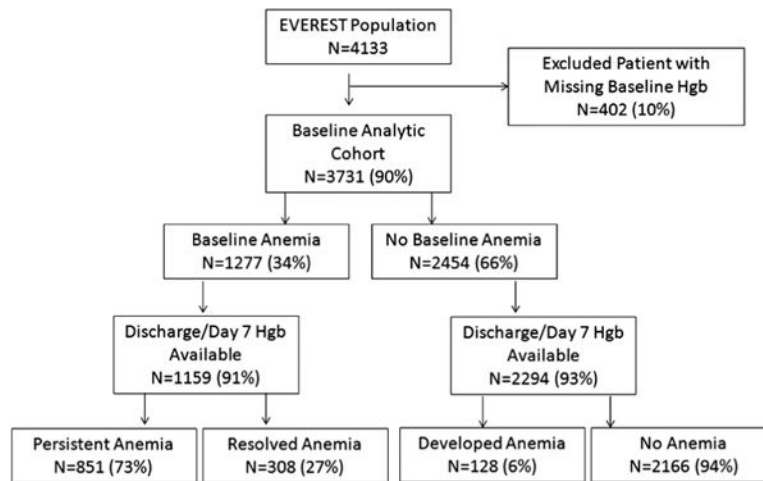 EVEREST Population
N=4133
Excluded Patient with
Missing Baseline Hgb
N=402 (10%)
Baseline Analytic
Cohort
N=3731 (90%)
Baseline Anemia
N=1277 (34%)
No Baseline Anemia
N=2454 (66%)
Discharge/Day 7 Hgb
Available
N=1159 (91%)
Discharge/Day 7 Hgb
Available
N=2294 (93%)
Persistent Anemia
N=851 (73%)
Resolved Anemia
N=308 (27%)
Developed Anemia
N=128 (6%)
No Anemia
N=2166 (94%)